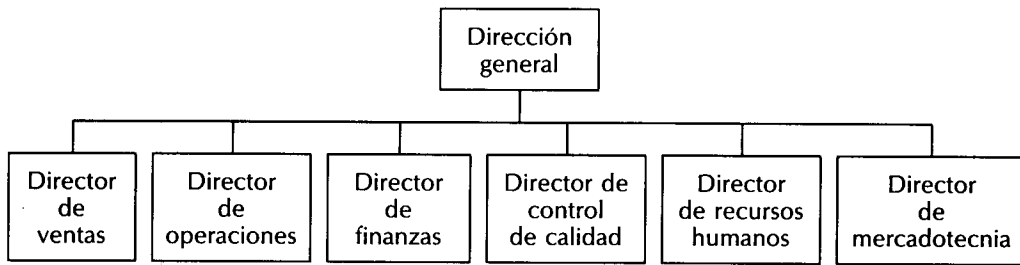 Dirección
general
Director
de
ventas
Director
de
operaciones
Director
de
finanzas
Director de
control
de calidad
Director
de recursos
humanos
Director
de
mercadotecnia